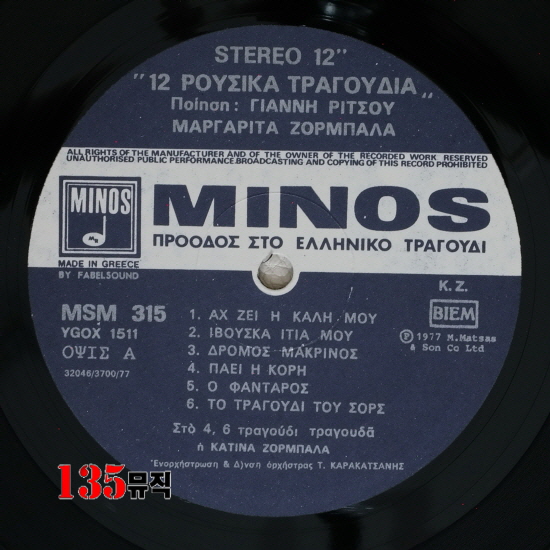 STEREO 12"
"12 ΡΟΥΣΙΚΑ ΤΡΑΓΟΥΔΙΑ„
Ποίηση : ΓΙΑΝΝΗ ΡΙΤΣΟΥ
ΜΑΡΓΑΡΙΤΑ ΖΟΡΜΠΑΛΑ
ALL RIGHTS OF THE MANUFACTURER AND OF THE OWNER OF THE RECORDED WORK RESERVED
UNAUTHORISED PUBLIC PERFORMANCE.BROADCASTING AND COPYING OF THIS RECORD PROHIBITED
MINOS
MINOS
ΠΡΟΟΔΟΣ ΣΤΟ ΕΛΛΗΝΙΚΟ ΤΡΑΓΟΥΔΙ
MADE IN GREECE
BY FABELSOUND
K. Z.
BIEM
MSM 315
YGOX 1511
ΟΨΙΣ Α
32046/3700/77
1. ΑΧ ΖΕΙ Η ΚΑΛΗ ΜΟΥ
2. ΙΒΟΥΣΚΑ ΙΤΙΑ ΜΟΥ
3. ΔΡΟΜΟΣ ΜΑΚΡΙΝΟΣ
4. ΠΑΕΙ Η ΚΟΡΗ
5. Ο ΦΑΝΤΑΡΟΣ
6. ΤΟ ΤΡΑΓΟΥΔΙ ΤΟΥ ΣΟΡΣ
Ⓟ 1977 M.Matsas
& Son Co Ltd
Στὸ 4, 6 τραγούδι τραγουδᾶ
ἡ ΚΑΤΙΝΑ ΖΟΡΜΠΑΛΑ
Ἐνορχήστρωση & Δ)νση ὀρχήστρας Τ. ΚΑΡΑΚΑΤΣΑΝΗΣ
135뮤직